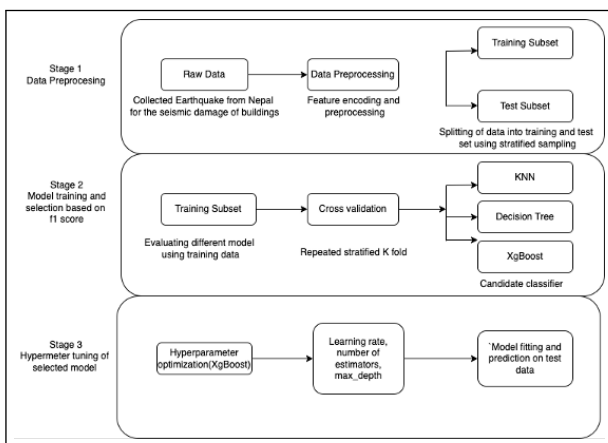 Stage 1
Data Preprocesing
Raw Data
Data Preprocessing
Training Subset
Test Subset
Collected Earthquake from Nepal
for the seismic damage of buildings
Feature encoding and
preprocessing
Splitting of data into training and test
set using stratified sampling
Stage 2
Model training and
selection based on
f1 score
Training Subset
Cross validation
KNN
Decision Tree
XgBoost
Evaluating different model
using training data
Repeated stratified K fold
Candidate classifier
Stage 3
Hypermeter tuning of
selected model
Hyperparameter
optimization(XgBoost)
Learning rate,
number of
estimators,
max_depth
`Model fitting and
prediction on test
data